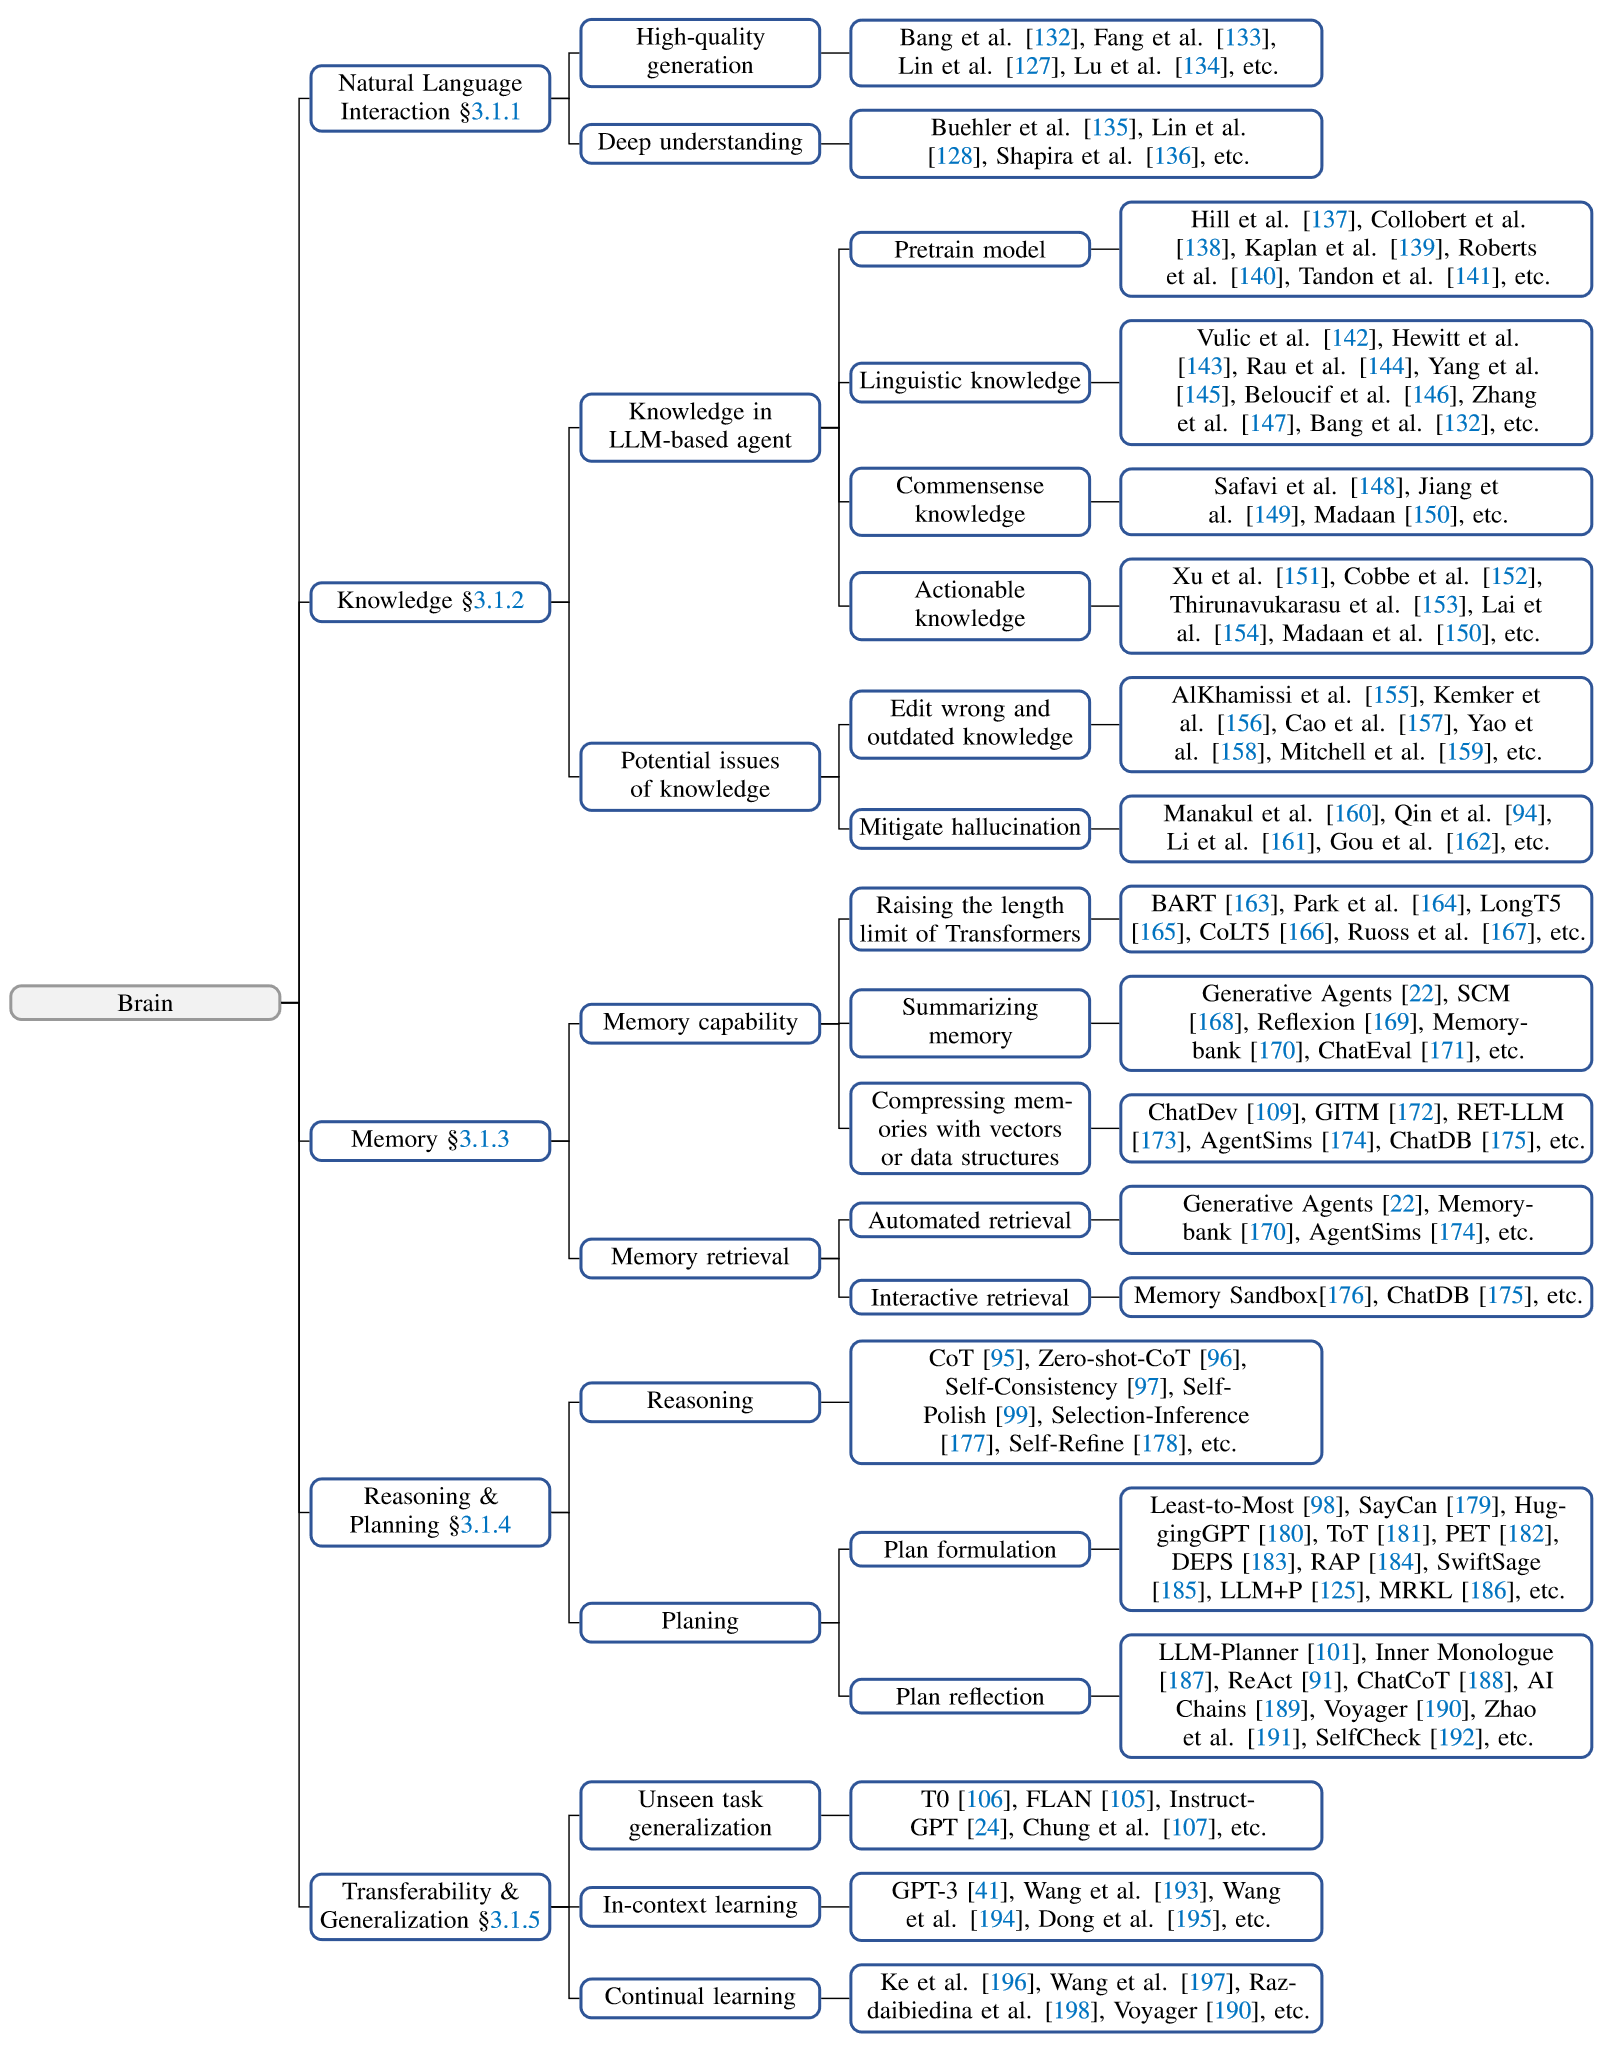 Brain
Natural Language
Interaction §3.1.1
High-quality
generation
Bang et al. [132], Fang et al. [133],
Lin et al. [127], Lu et al. [134], etc.
Deep understanding
Buehler et al. [135], Lin et al.
[128], Shapira et al. [136], etc.
Knowledge §3.1.2
Knowledge in
LLM-based agent
Pretrain model
Hill et al. [137], Collobert et al.
[138], Kaplan et al. [139], Roberts
et al. [140], Tandon et al. [141], etc.
Linguistic knowledge
Vulic et al. [142], Hewitt et al.
[143], Rau et al. [144], Yang et al.
[145], Beloucif et al. [146], Zhang
et al. [147], Bang et al. [132], etc.
Commensense
knowledge
Safavi et al. [148], Jiang et
al. [149], Madaan [150], etc.
Actionable
knowledge
Xu et al. [151], Cobbe et al. [152],
Thirunavukarasu et al. [153], Lai et
al. [154], Madaan et al. [150], etc.
Potential issues
of knowledge
Edit wrong and
outdated knowledge
AlKhamissi et al. [155], Kemker et
al. [156], Cao et al. [157], Yao et
al. [158], Mitchell et al. [159], etc.
Mitigate hallucination
Manakul et al. [160], Qin et al. [94],
Li et al. [161], Gou et al. [162], etc.
Memory §3.1.3
Memory capability
Raising the length
limit of Transformers
BART [163], Park et al. [164], LongT5
[165], CoLT5 [166], Ruoss et al. [167], etc.
Summarizing
memory
Generative Agents [22], SCM
[168], Reflexion [169], Memory-
bank [170], ChatEval [171], etc.
Compressing mem-
ories with vectors
or data structures
ChatDev [109], GITM [172], RET-LLM
[173], AgentSims [174], ChatDB [175], etc.
Memory retrieval
Automated retrieval
Generative Agents [22], Memory-
bank [170], AgentSims [174], etc.
Interactive retrieval
Memory Sandbox[176], ChatDB [175], etc.
Reasoning &
Planning §3.1.4
Reasoning
CoT [95], Zero-shot-CoT [96],
Self-Consistency [97], Self-
Polish [99], Selection-Inference
[177], Self-Refine [178], etc.
Planing
Plan formulation
Least-to-Most [98], SayCan [179], Hug-
gingGPT [180], ToT [181], PET [182],
DEPS [183], RAP [184], SwiftSage
[185], LLM+P [125], MRKL [186], etc.
Plan reflection
LLM-Planner [101], Inner Monologue
[187], ReAct [91], ChatCoT [188], AI
Chains [189], Voyager [190], Zhao
et al. [191], SelfCheck [192], etc.
Transferability &
Generalization §3.1.5
Unseen task
generalization
T0 [106], FLAN [105], Instruct-
GPT [24], Chung et al. [107], etc.
In-context learning
GPT-3 [41], Wang et al. [193], Wang
et al. [194], Dong et al. [195], etc.
Continual learning
Ke et al. [196], Wang et al. [197], Raz-
daibiedina et al. [198], Voyager [190], etc.